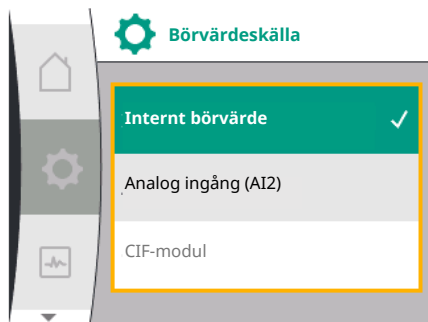 Börvärdeskälla
Internt börvärde
Analog ingång (AI2)
CIF-modul